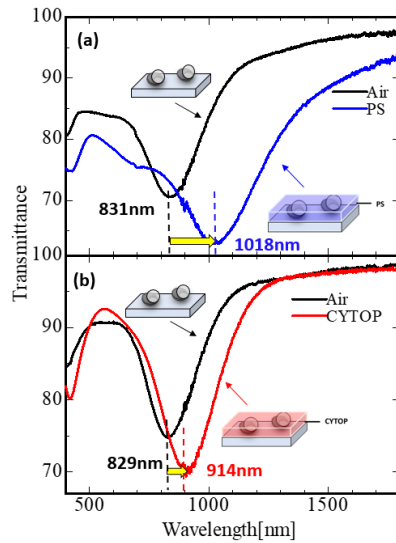 100
(a)
Air
PS
90
80
831nm
70
PS
1018nm
100
(b)
Air
CYTOP
90
80
CYTOP
829nm
914nm
70
500
1000
1500
Wavelength[nm]
Transmittance